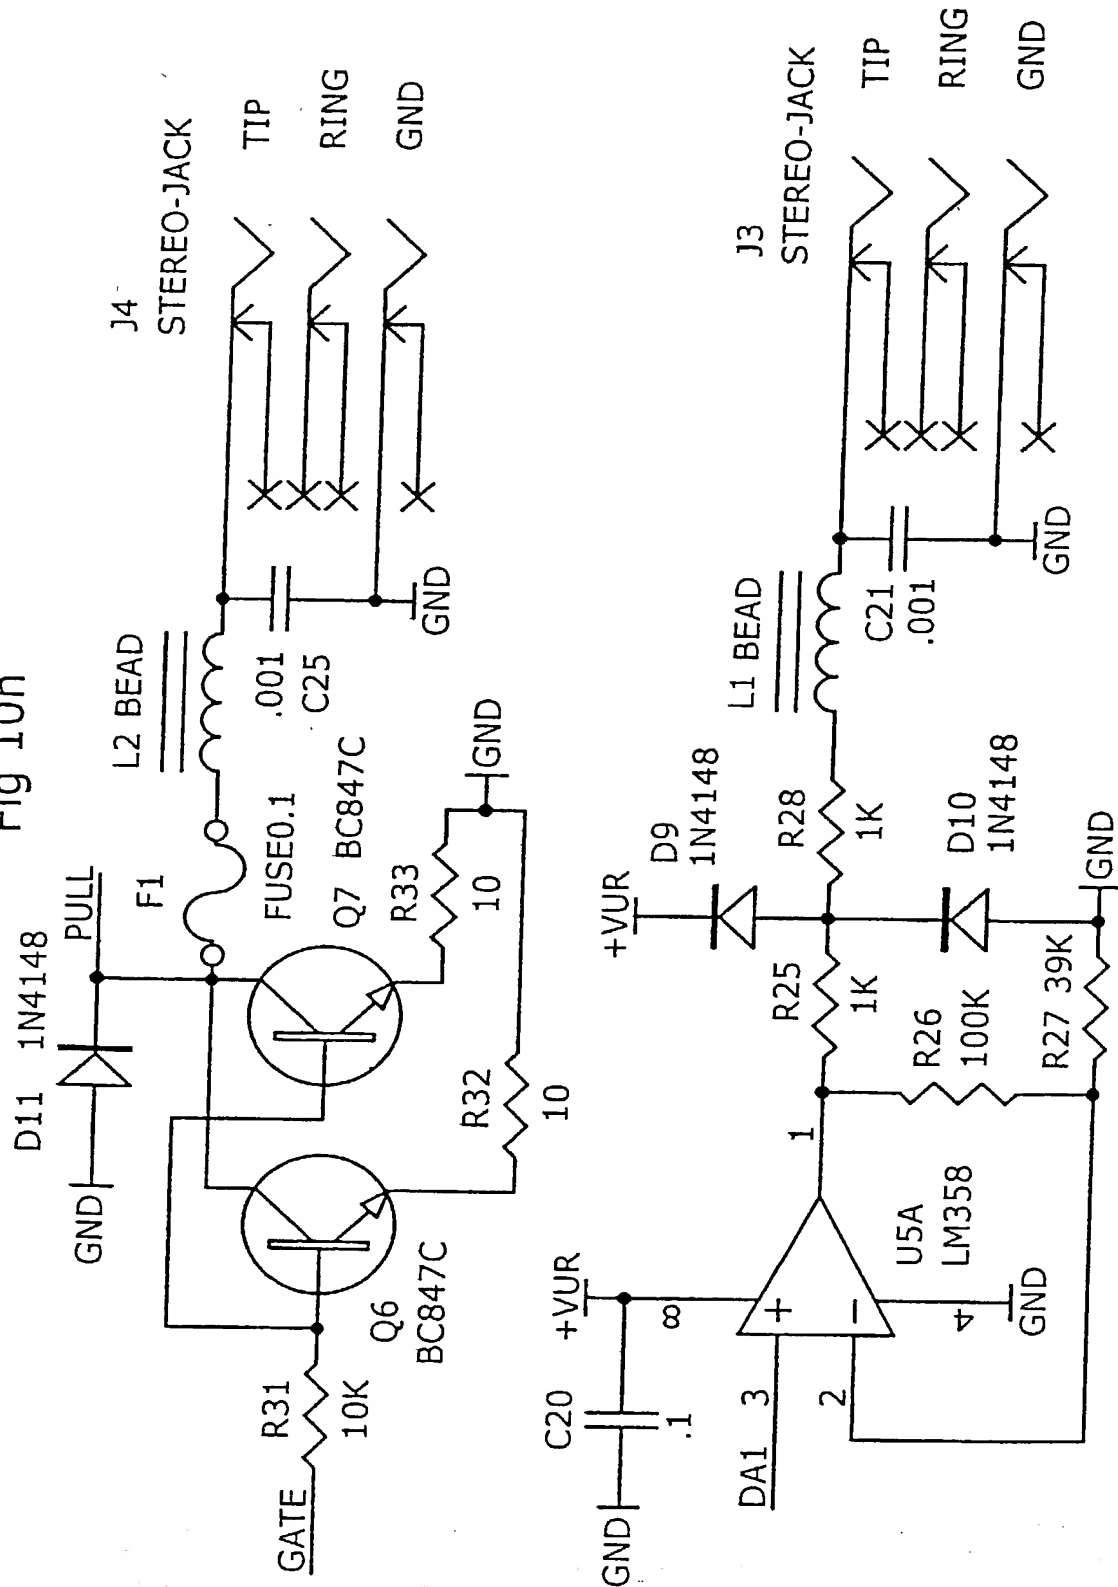 Fig 10h
D11 1N4148
GND
PULL
F1
FUSE0.1
L2 BEAD
.001
C25
GND
J4
STEREO-JACK
TIP
RING
GND
GATE
R31
10K
Q6
BC847C
Q7 BC847C
R33
10
R32
10
GND
+VUR
C20
.1
GND
8
DA1
3
2
1
4
GND
U5A
LM358
R25
1K
R26
100K
R27 39K
GND
+VUR
D9
1N4148
D10
1N4148
R28
1K
L1 BEAD
C21
.001
GND
J3
STEREO-JACK
TIP
RING
GND